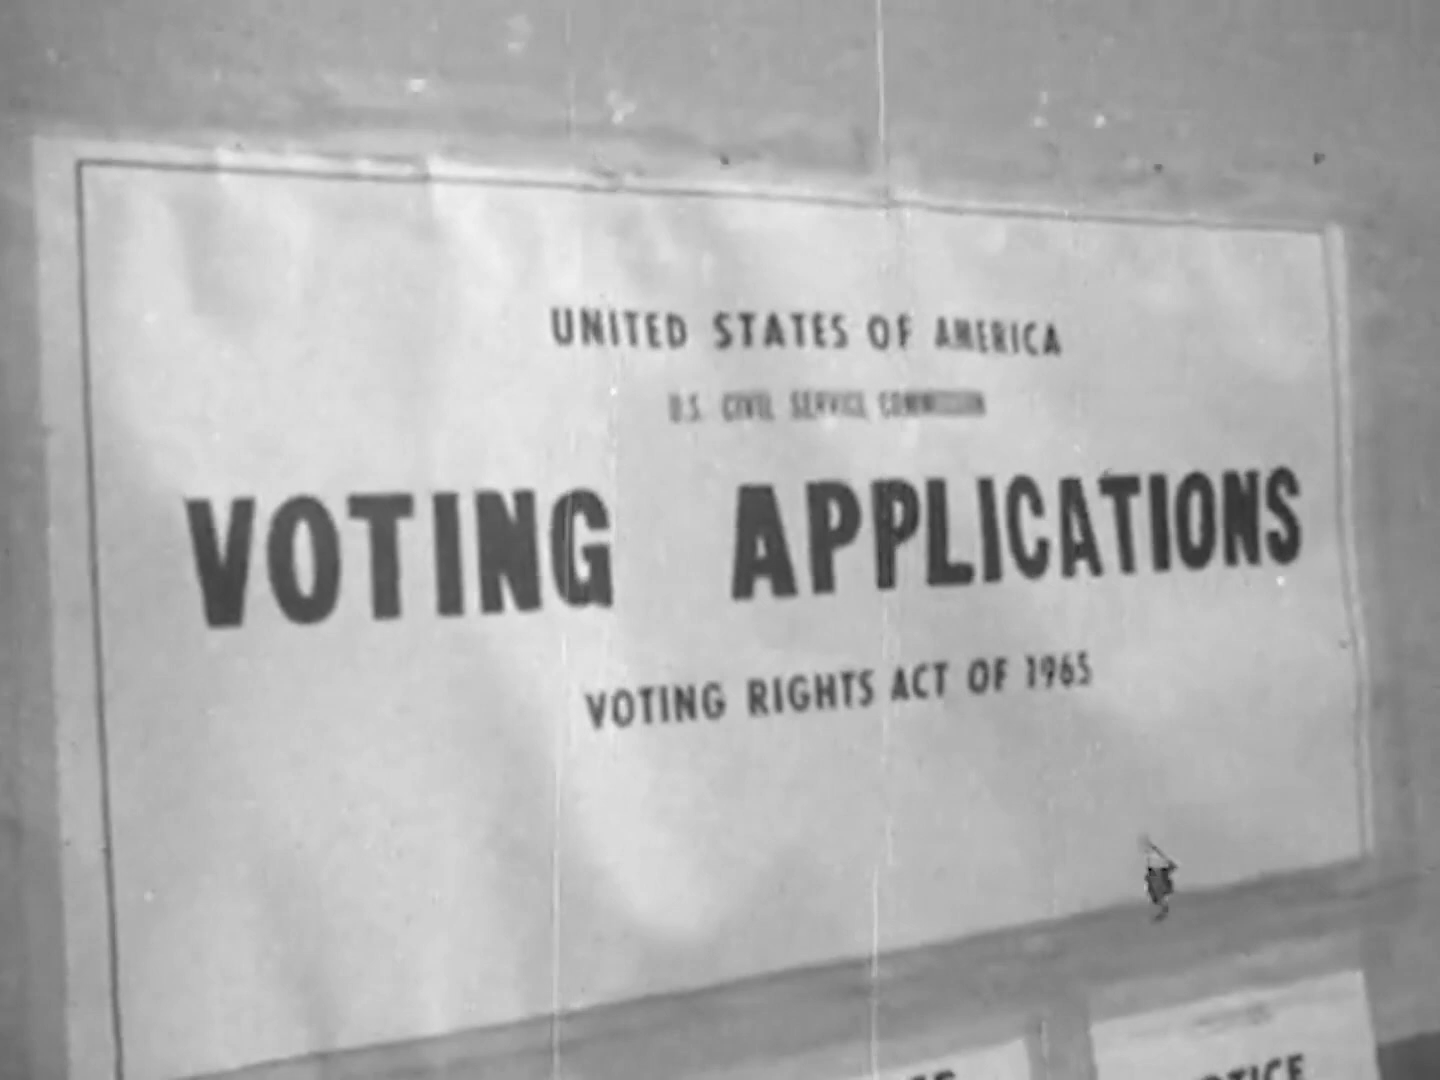 UNITED STATES OF AMERICA
U.S. CIVIL SERVICE COMMISSION
VOTING APPLICATIONS
VOTING RIGHTS ACT OF 1965